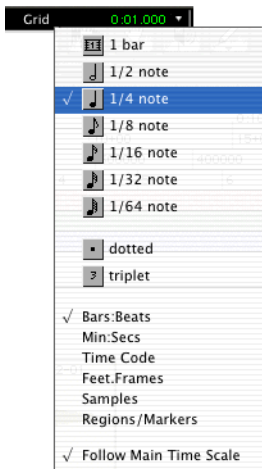 Grid 0:01.000 ▼
1 bar
1/2 note
√ 1/4 note
1/8 note
1/16 note
1/32 note
1/64 note
dotted
3 triplet
√ Bars:Beats
Min:Secs
Time Code
Feet.Frames
Samples
Regions/Markers
√ Follow Main Time Scale